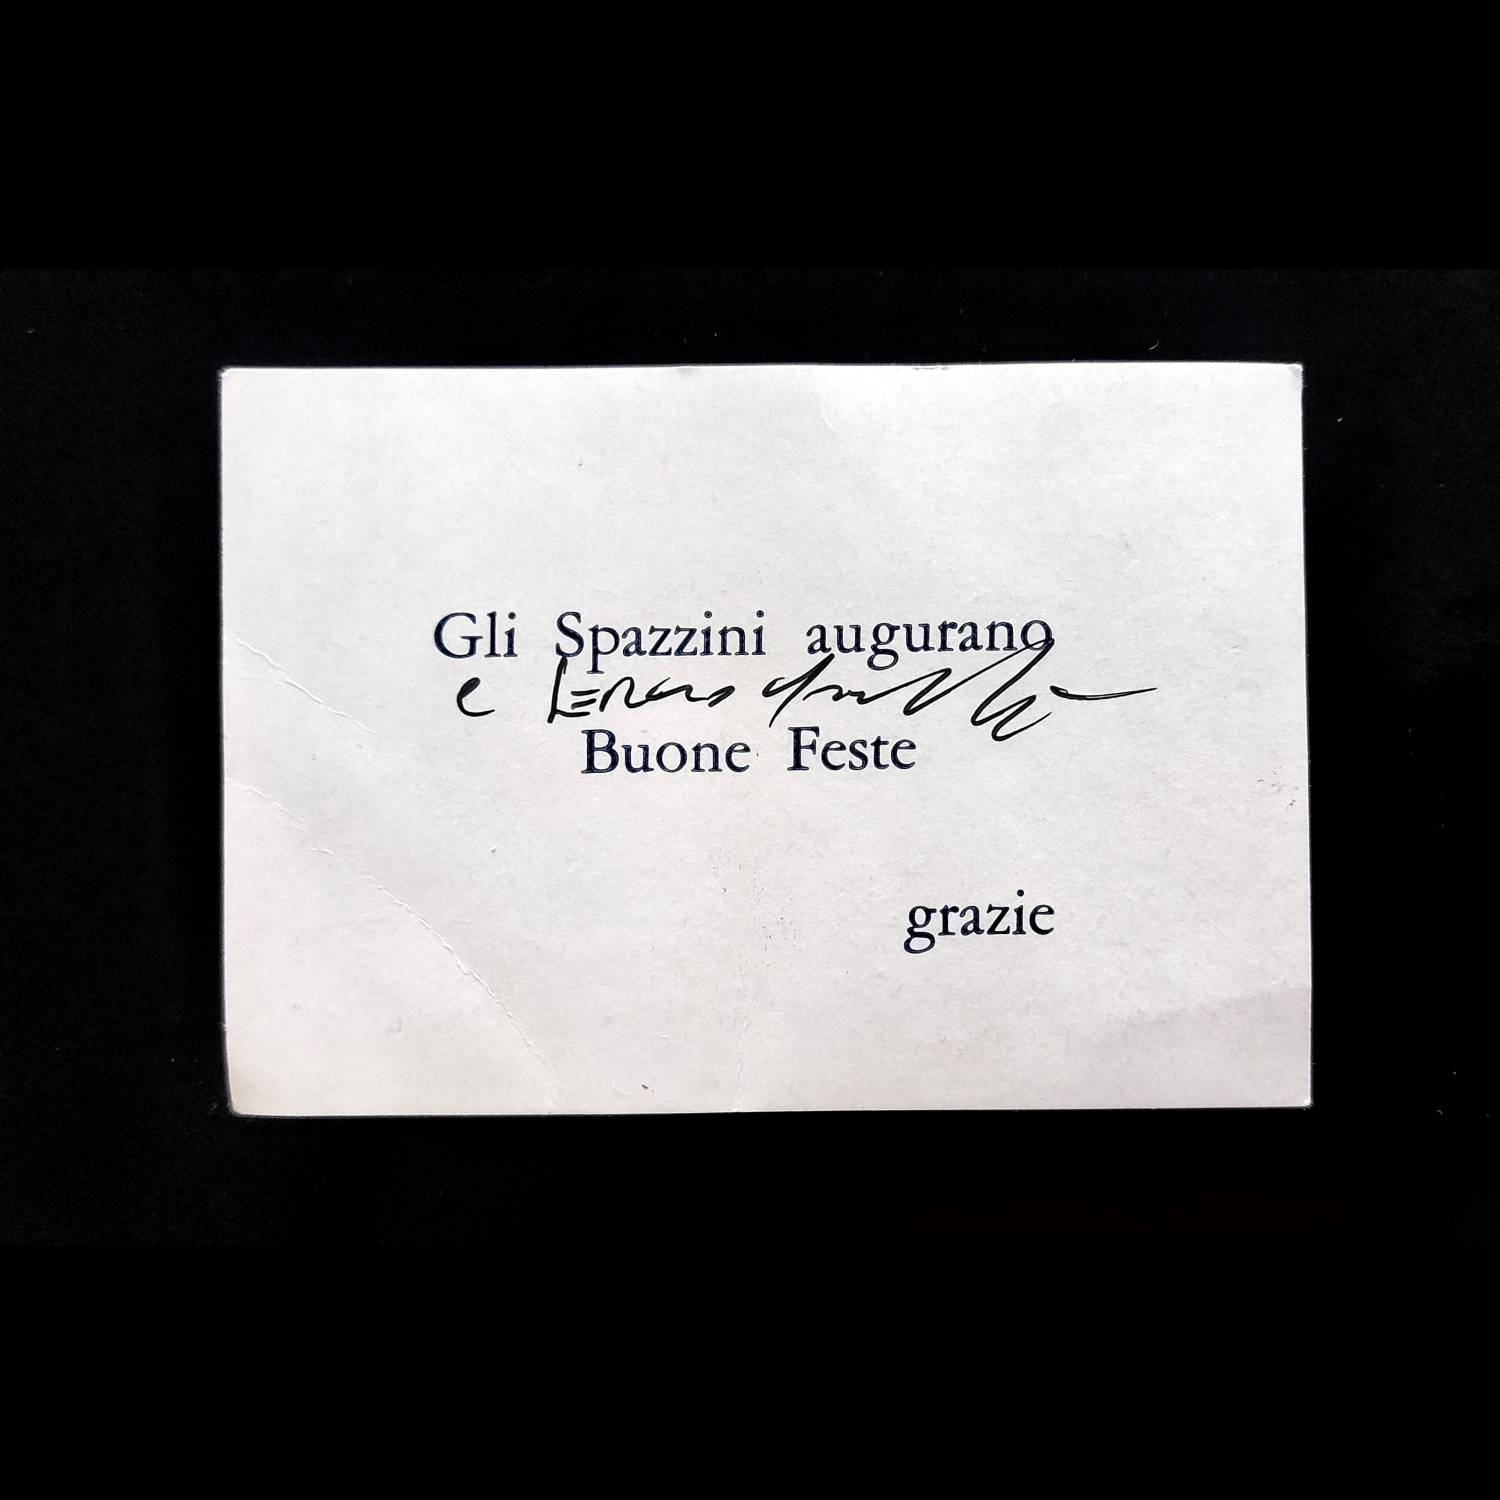 Gli Spazzini augurano
e
Buone Feste
grazie